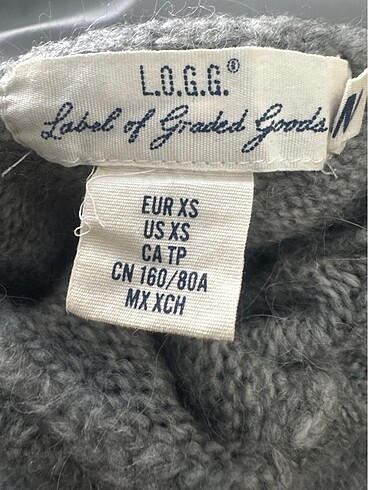 L.O.G.G.®
Label of Graded Goods
N
EUR XS
US XS
CA TP
CN 160/80A
MX XCH